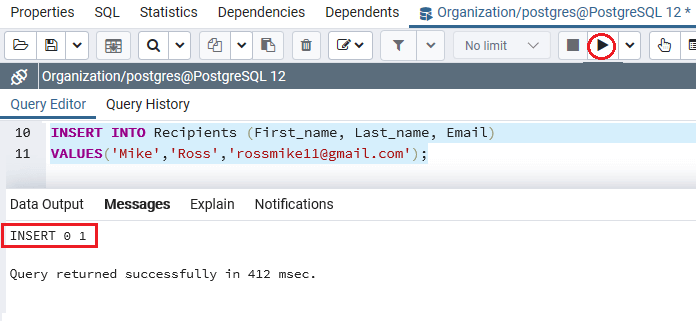 Properties SQL Statistics Dependencies Dependents Organization/postgres@PostgreSQL 12 *
No limit
Organization/postgres@PostgreSQL 12
Query Editor Query History
10 INSERT INTO Recipients (First_name, Last_name, Email)
11 VALUES('Mike','Ross','rossmike11@gmail.com');
Data Output Messages Explain Notifications
INSERT 0 1
Query returned successfully in 412 msec.